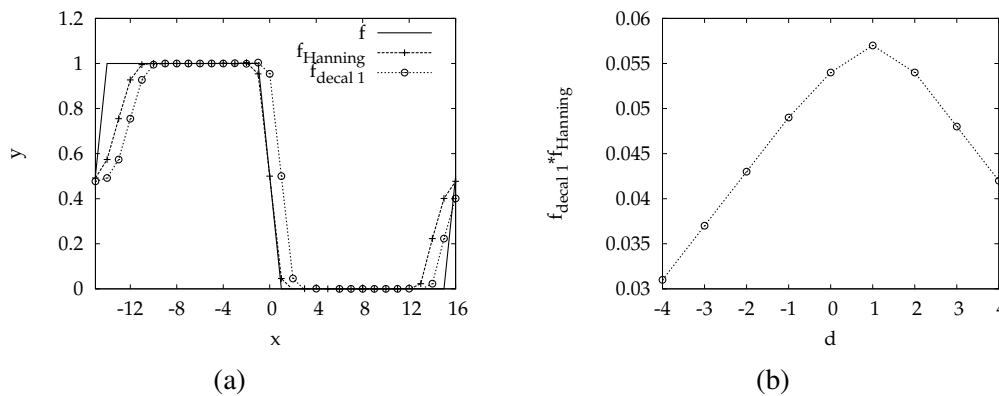 1.2
1
0.8
0.6
0.4
0.2
0
y
-12 -8 -4 0 4 8 12 16
x
f
f_Hanning
f_decal 1
(a)
0.06
0.055
0.05
0.045
0.04
0.035
0.03
f_decal 1*f_Hanning
-4 -3 -2 -1 0 1 2 3 4
d
(b)